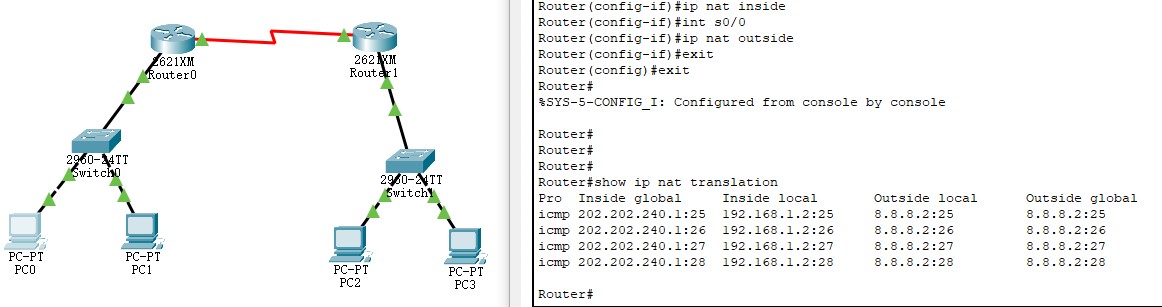 2621XM
Router0
2621XM
Router1
2960-24TT
Switch0
2960-24TT
Switch1
PC-PT
PC0
PC-PT
PC1
PC-PT
PC2
PC-PT
PC3
Router(config-if)#ip nat inside
Router(config-if)#int s0/0
Router(config-if)#ip nat outside
Router(config-if)#exit
Router(config)#exit
Router#
%SYS-5-CONFIG_I: Configured from console by console
Router#
Router#
Router#
Router#show ip nat translation
Pro  Inside global     Inside local       Outside local      Outside global
icmp 202.202.240.1:25  192.168.1.2:25     8.8.8.2:25         8.8.8.2:25
icmp 202.202.240.1:26  192.168.1.2:26     8.8.8.2:26         8.8.8.2:26
icmp 202.202.240.1:27  192.168.1.2:27     8.8.8.2:27         8.8.8.2:27
icmp 202.202.240.1:28  192.168.1.2:28     8.8.8.2:28         8.8.8.2:28
Router#